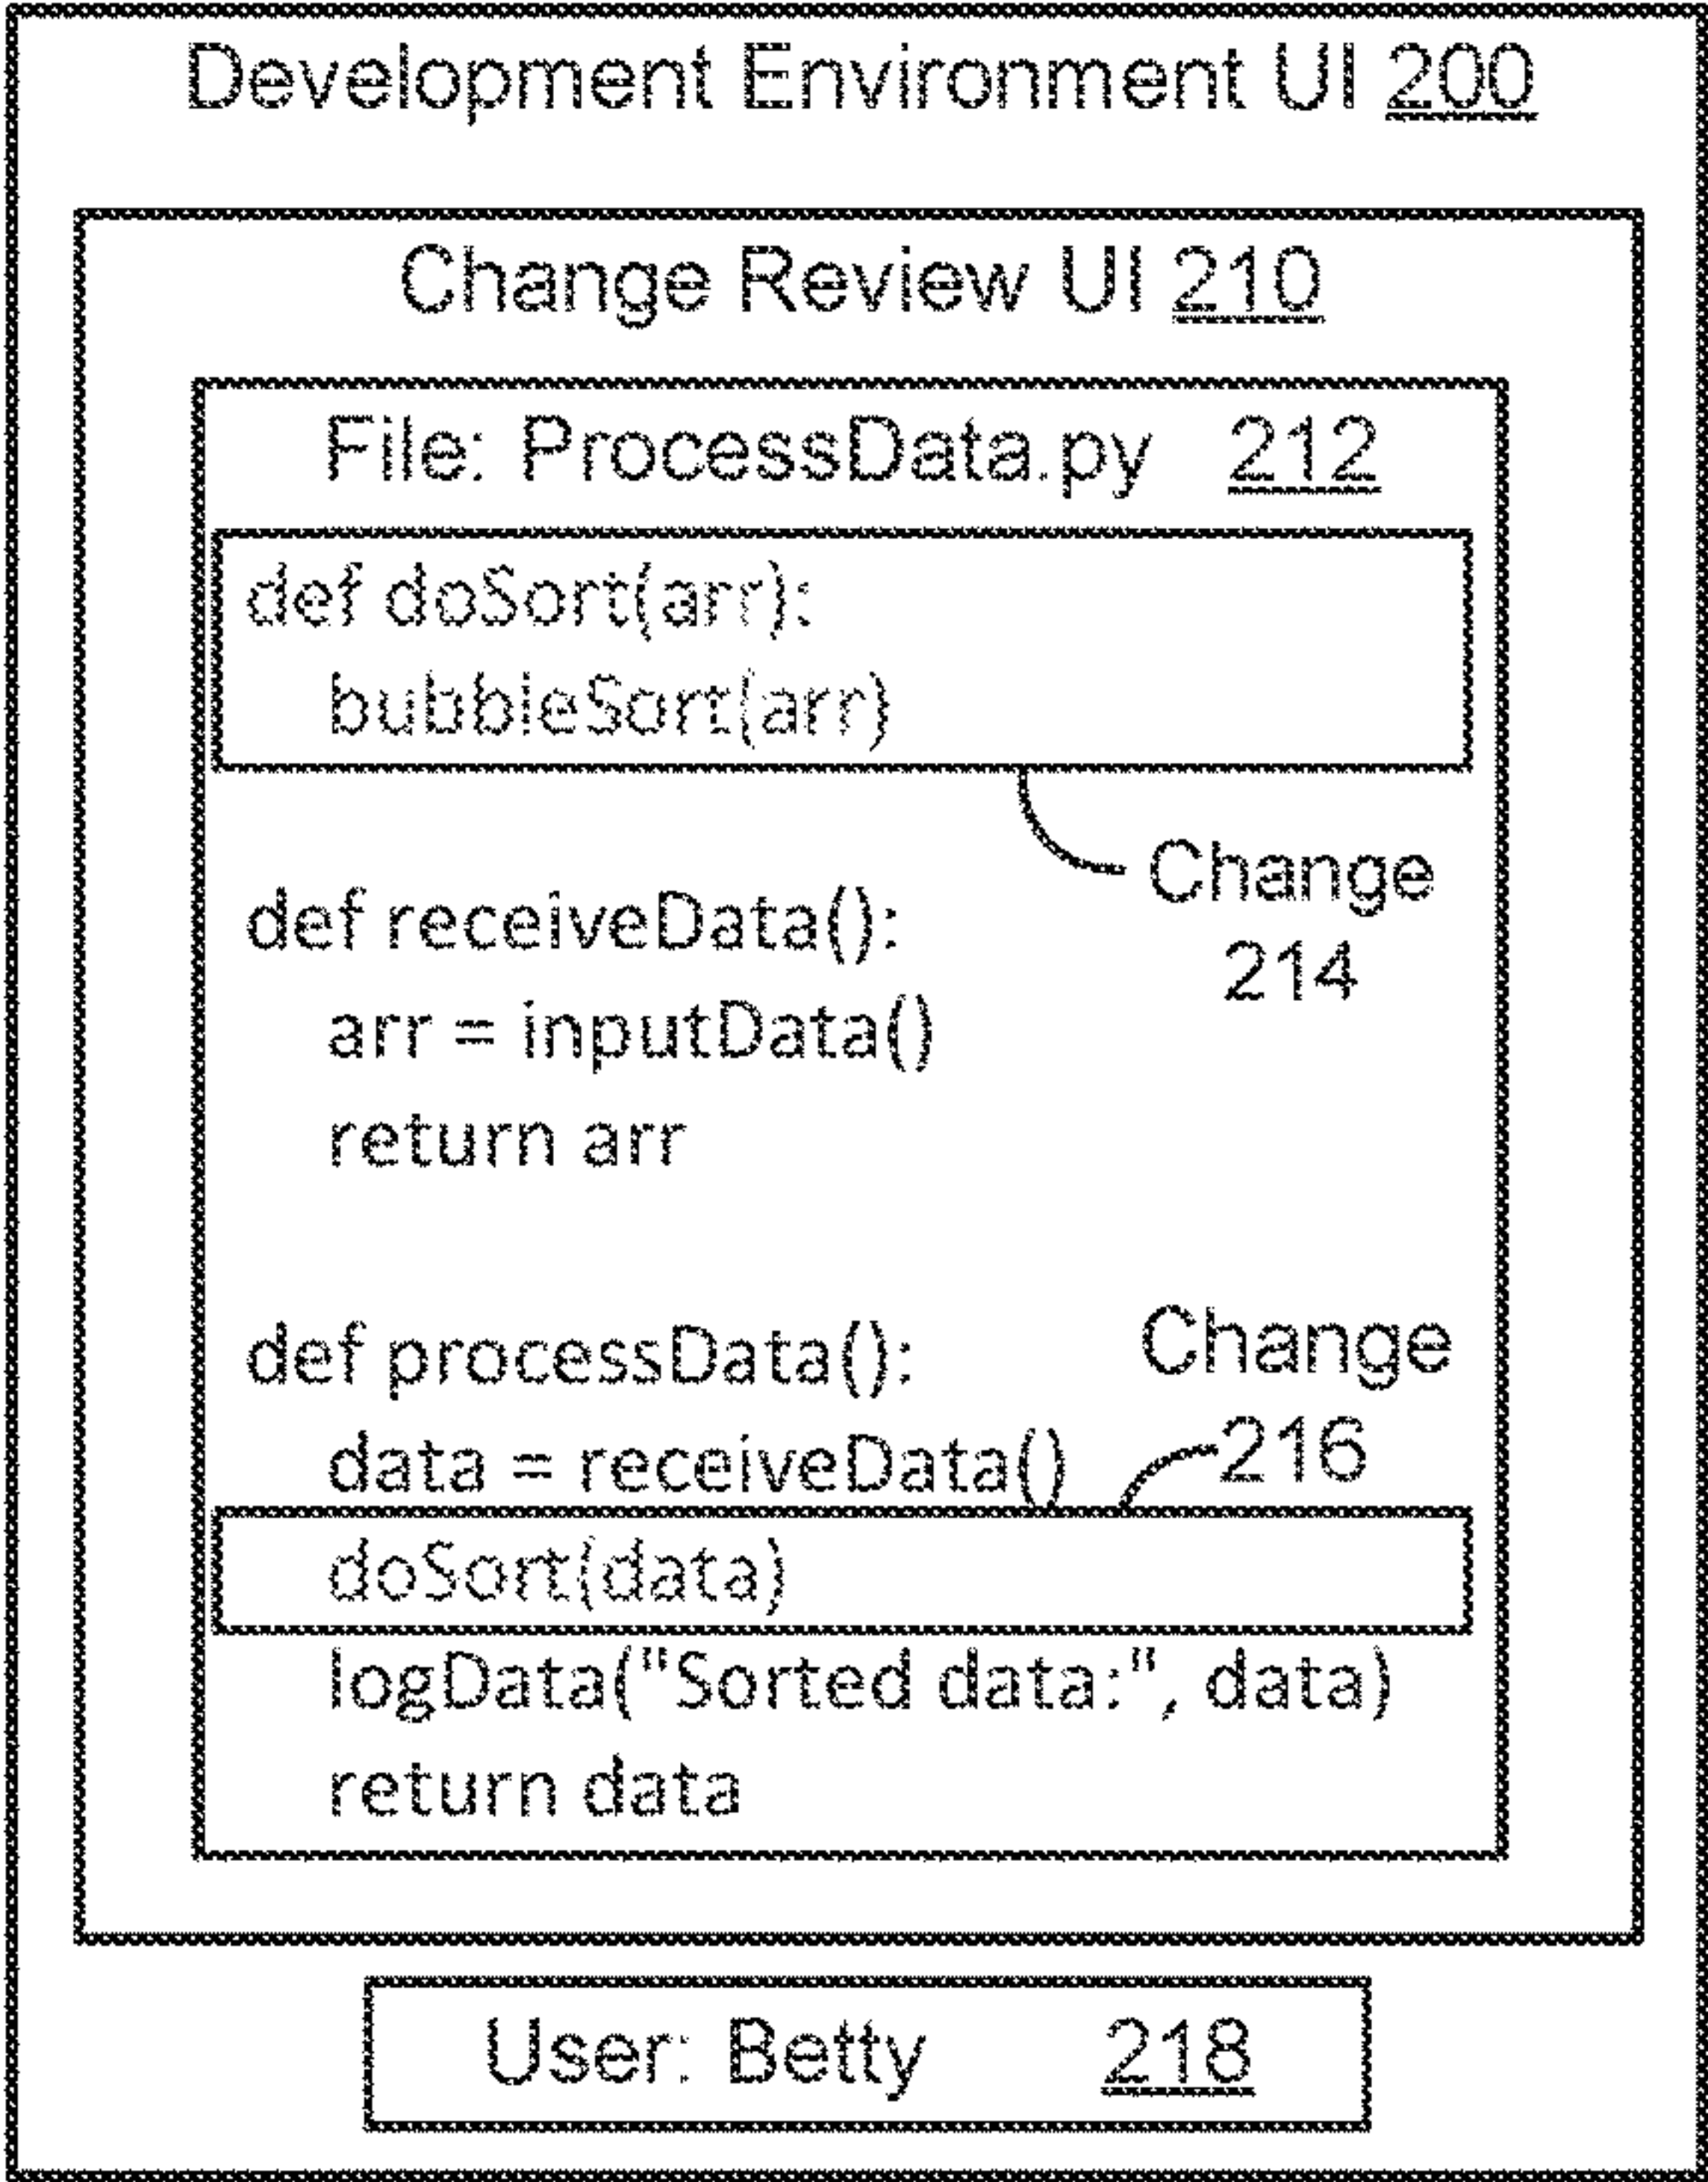 Development Environment UI 200
Change Review UI 210
File: ProcessData.py 212
def doSort(arr):
bubbleSort(arr)
Change
214
def receiveData():
arr = inputData()
return arr
def processData():
Change
216
data = receiveData()
doSort(data)
logData("Sorted data:", data)
return data
User: Betty 218